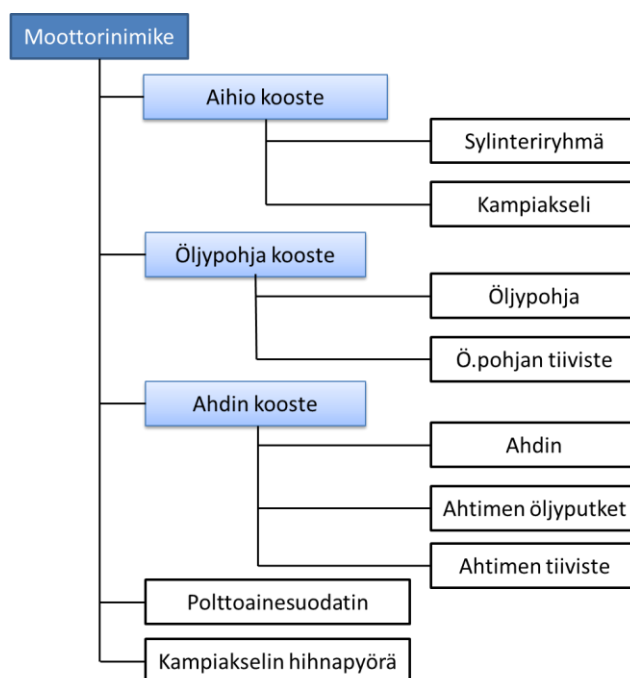 Moottorinimike
Aihio kooste
Sylinteriryhmä
Kampiakseli
Öljypohja kooste
Öljypohja
Ö.pohjan tiiviste
Ahdin kooste
Ahdin
Ahtimen öljyputket
Ahtimen tiiviste
Polttoainesuodatin
Kampiakselin hihnapyörä